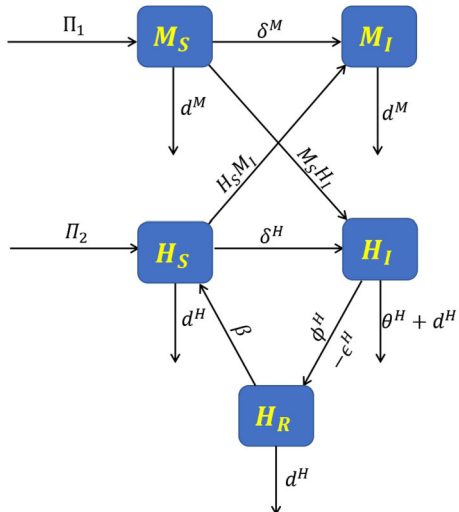 Π₁
M_S
δ^M
M_I
d^M
d^M
H_S M_I
M_S H_I
Π₂
H_S
δ^H
H_I
d^H
β
ϕ^H
−ϵ^H
θ^H + d^H
H_R
d^H